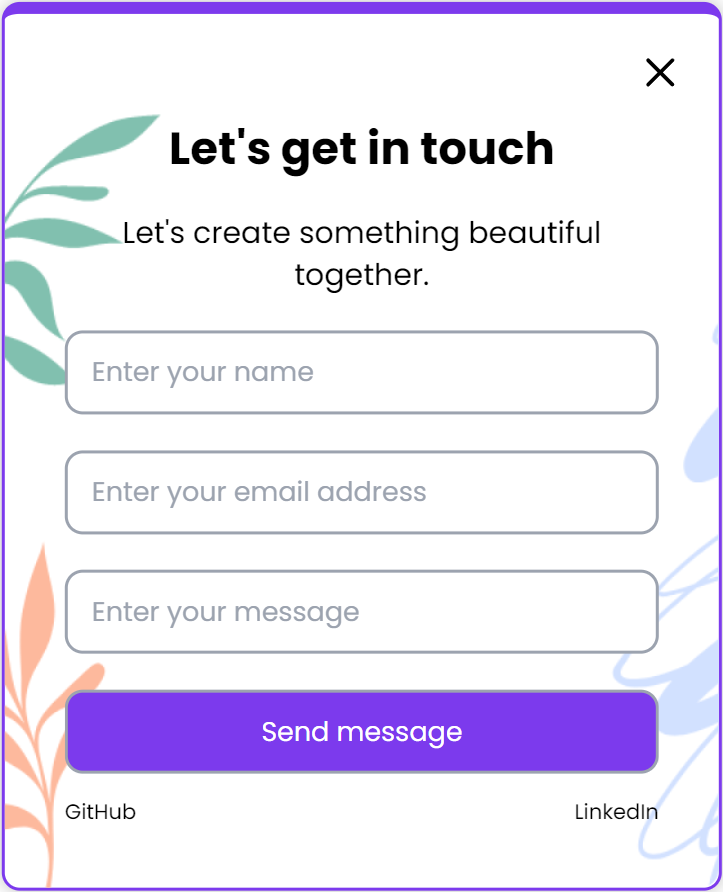 Let's get in touch
Let's create something beautiful
together.
Enter your name
Enter your email address
Enter your message
Send message
GitHub
LinkedIn